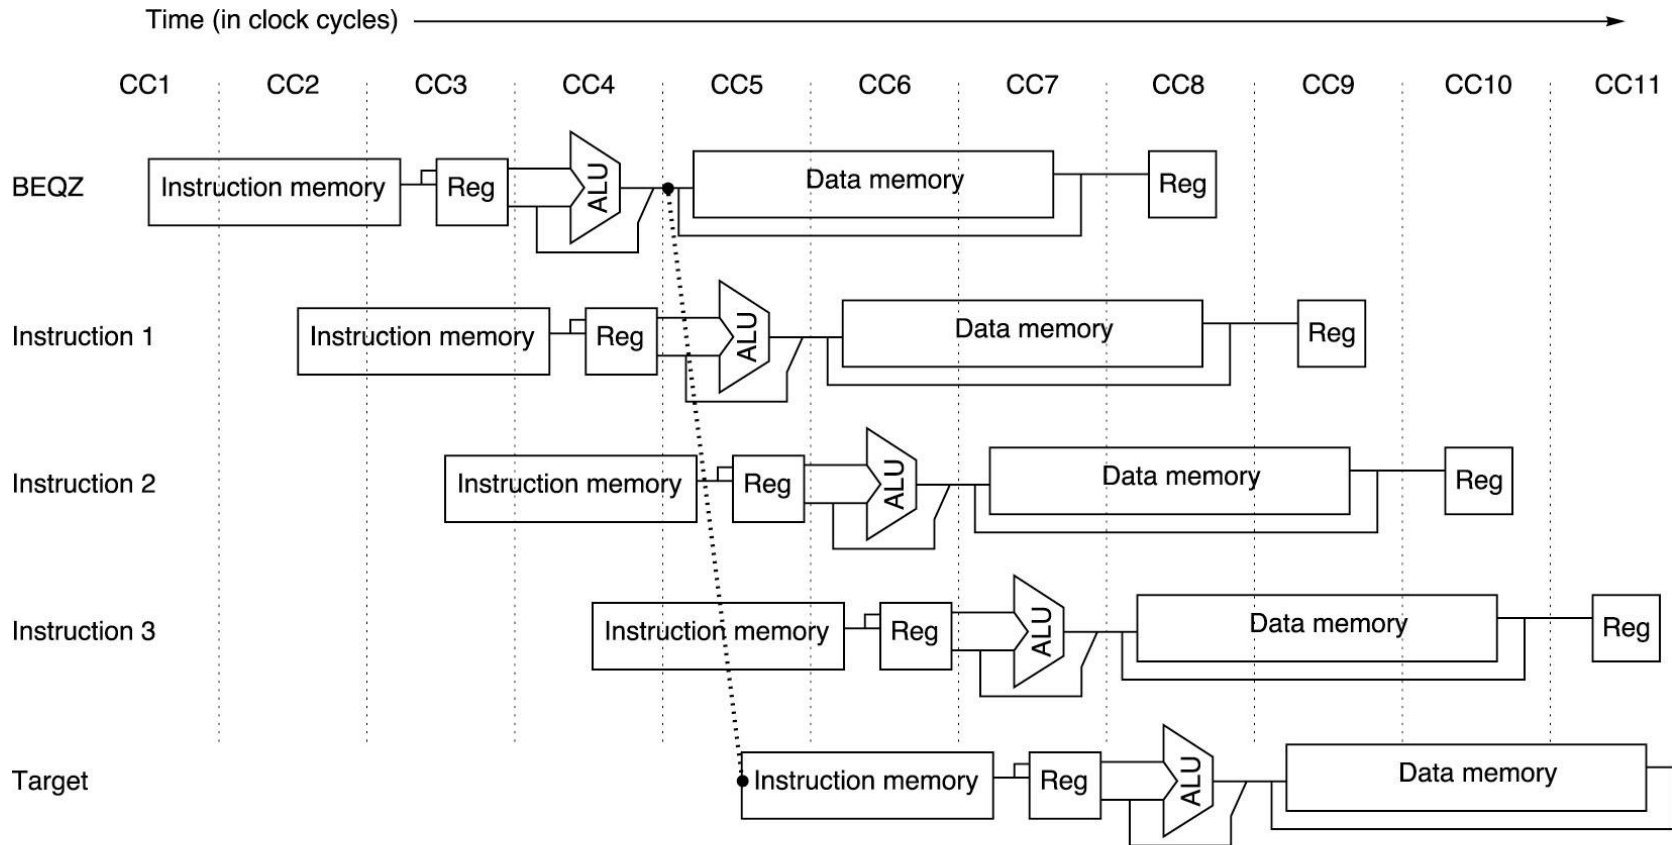 Time (in clock cycles)
CC1 CC2 CC3 CC4 CC5 CC6 CC7 CC8 CC9 CC10 CC11
BEQZ Instruction memory Reg ALU Data memory Reg
Instruction 1 Instruction memory Reg ALU Data memory Reg
Instruction 2 Instruction memory Reg ALU Data memory Reg
Instruction 3 Instruction memory Reg ALU Data memory Reg
Target Instruction memory Reg ALU Data memory